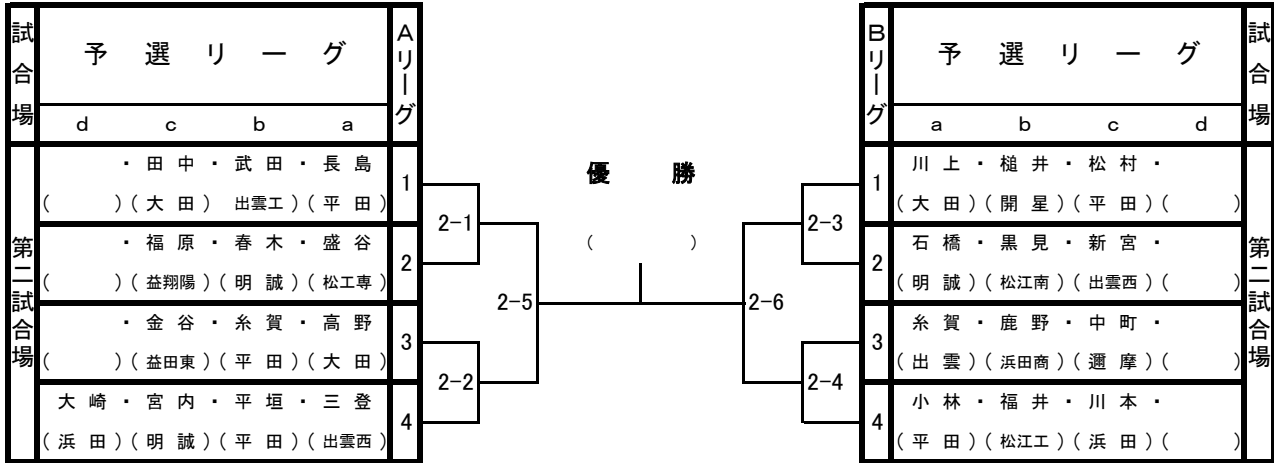 試合場
予選リーグ
Aリーグ
d c b a
第二試合場
・田中・武田・長島
( )(大田) 出雲工)(平田)
1
・福原・春木・盛谷
( )(益翔陽)(明誠)(松工専)
2
・金谷・糸賀・高野
( )(益田東)(平田)(大田)
3
大崎・宮内・平垣・三登
(浜田)(明誠)(平田)(出雲西)
4
2-1
2-2
2-5
優勝
( )
2-3
2-4
2-6
Bリーグ
予選リーグ
試合場
a b c d
1
川上・槌井・松村・
(大田)(開星)(平田)( )
2
石橋・黒見・新宮・
(明誠)(松江南)(出雲西)( )
3
糸賀・鹿野・中町・
(出雲)(浜田商)(邇摩)( )
4
小林・福井・川本・
(平田)(松江工)(浜田)( )
第二試合場